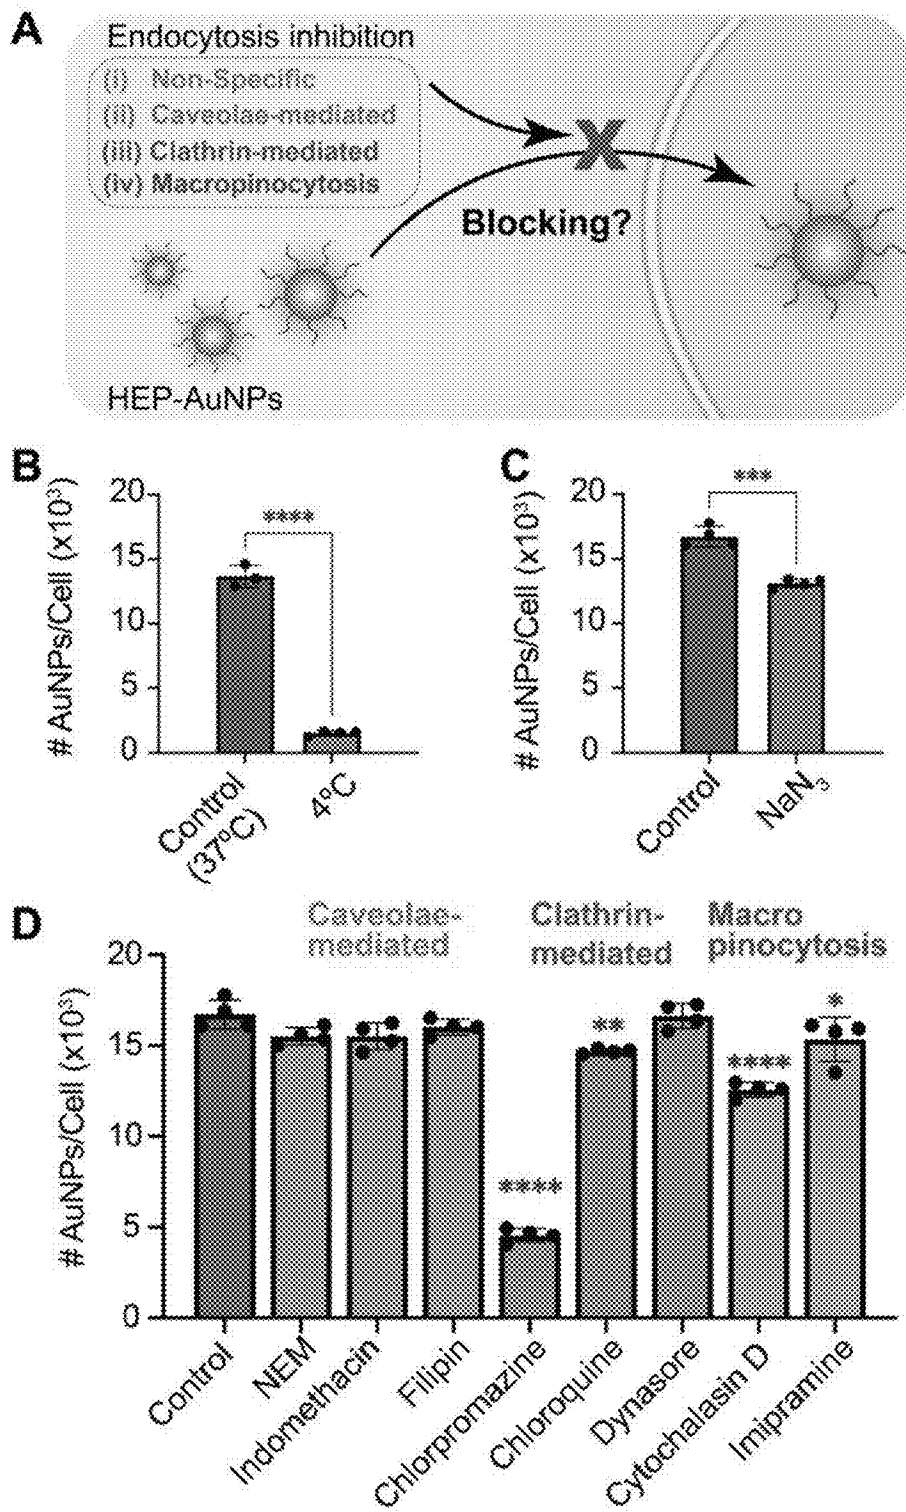 A
Endocytosis inhibition
(i) Non-Specific
(ii) Caveolae-mediated
(iii) Clathrin-mediated
(iv) Macropinocytosis
X
Blocking?
HEP-AuNPs
B
# AuNPs/Cell (x10³)
20
15
10
5
0
****
Control
(37ºC)
4ºC
C
# AuNPs/Cell (x10³)
20
15
10
5
0
***
Control
NaN₃
D
Caveolae-
mediated
Clathrin-
mediated
Macro
pinocytosis
# AuNPs/Cell (x10³)
20
15
10
5
0
****
**
****
*
Control
NEM
Indomethacin
Filipin
Chlorpromazine
Chloroquine
Dynasore
Cytochalasin D
Imipramine